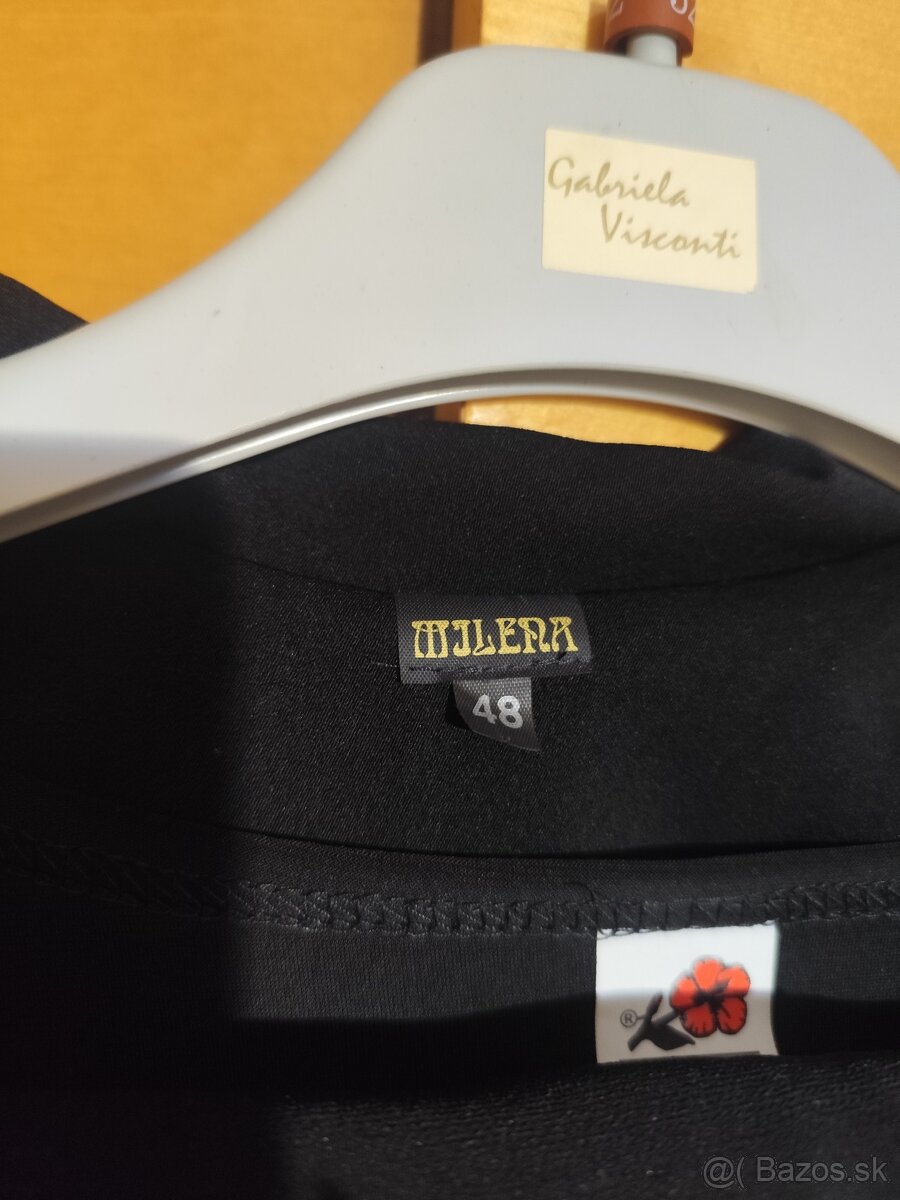 Gabriela
Visconti
MILENA
48
®
@( Bazos.sk